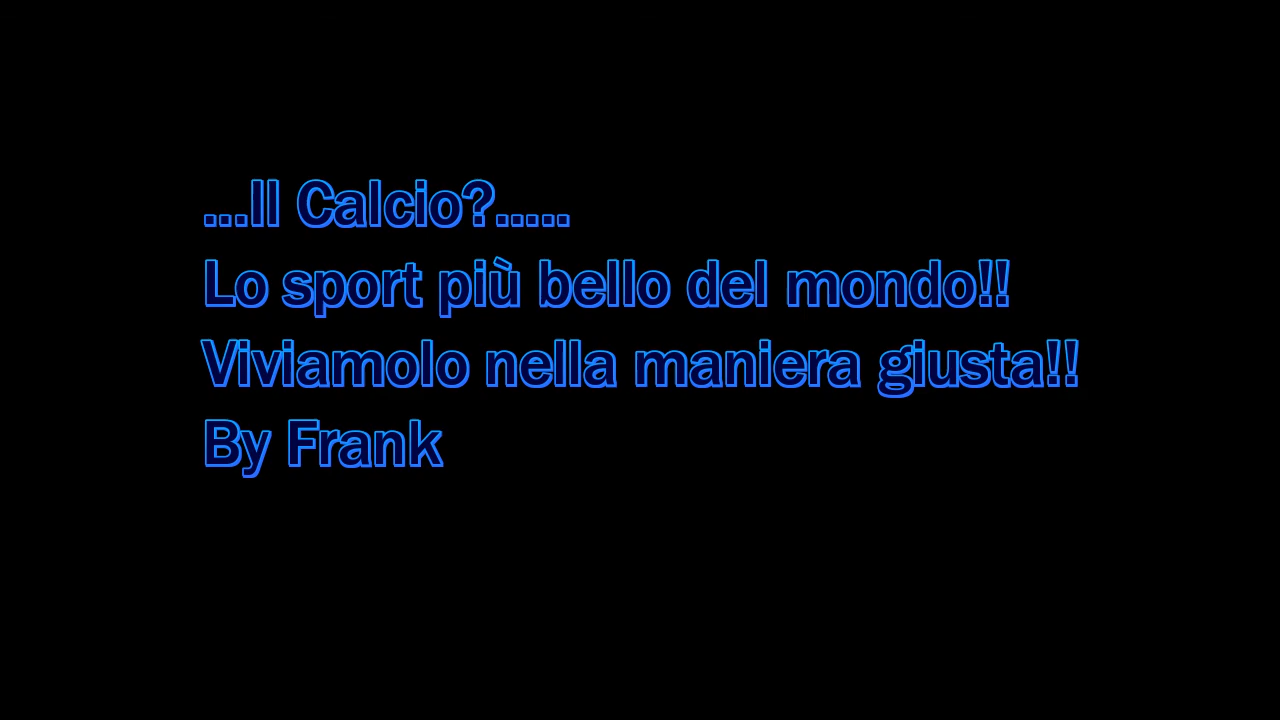 ...Il Calcio?.....
Lo sport più bello del mondo!!
Viviamolo nella maniera giusta!!
By Frank